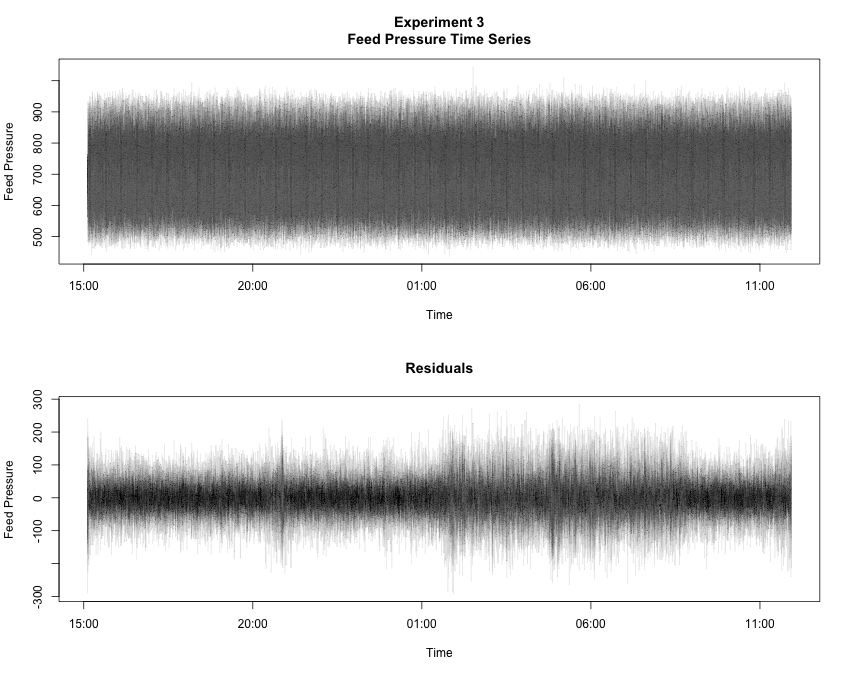 Experiment 3
Feed Pressure Time Series
Feed Pressure
900
800
700
600
500
15:00 20:00 01:00 06:00 11:00
Time
Residuals
Feed Pressure
300
200
100
0
-100
-300
15:00 20:00 01:00 06:00 11:00
Time